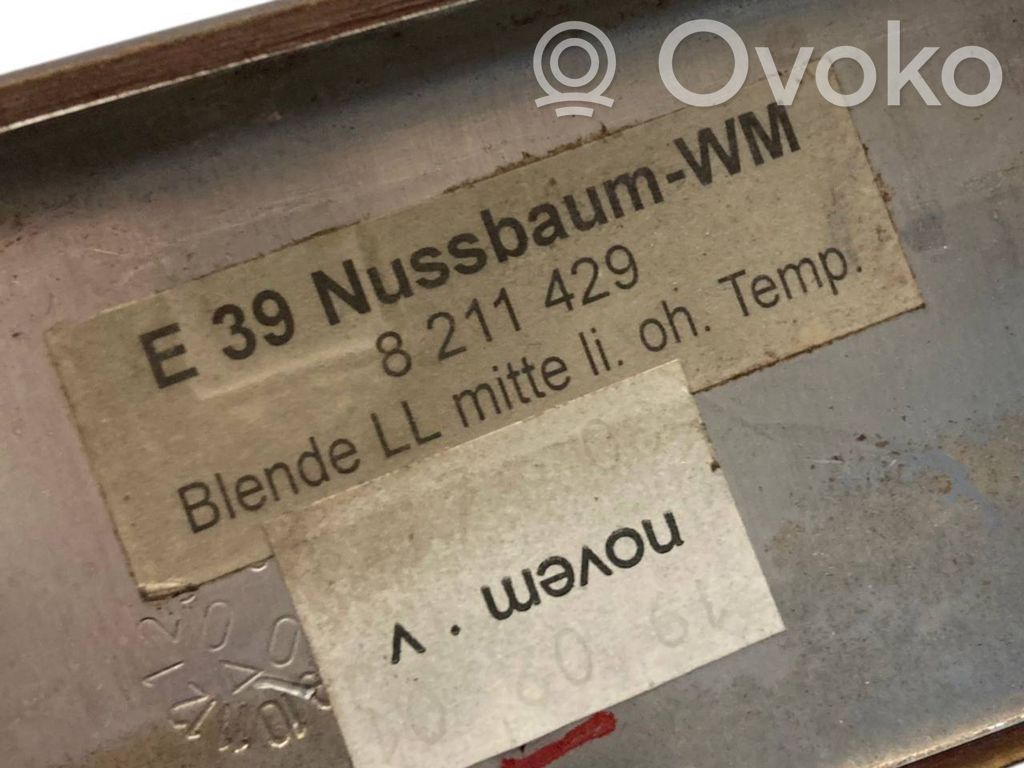 Ovoko
E 39 Nussbaum-WM
8 211 429
Blende LL mitte li. oh. Temp.
novem . v